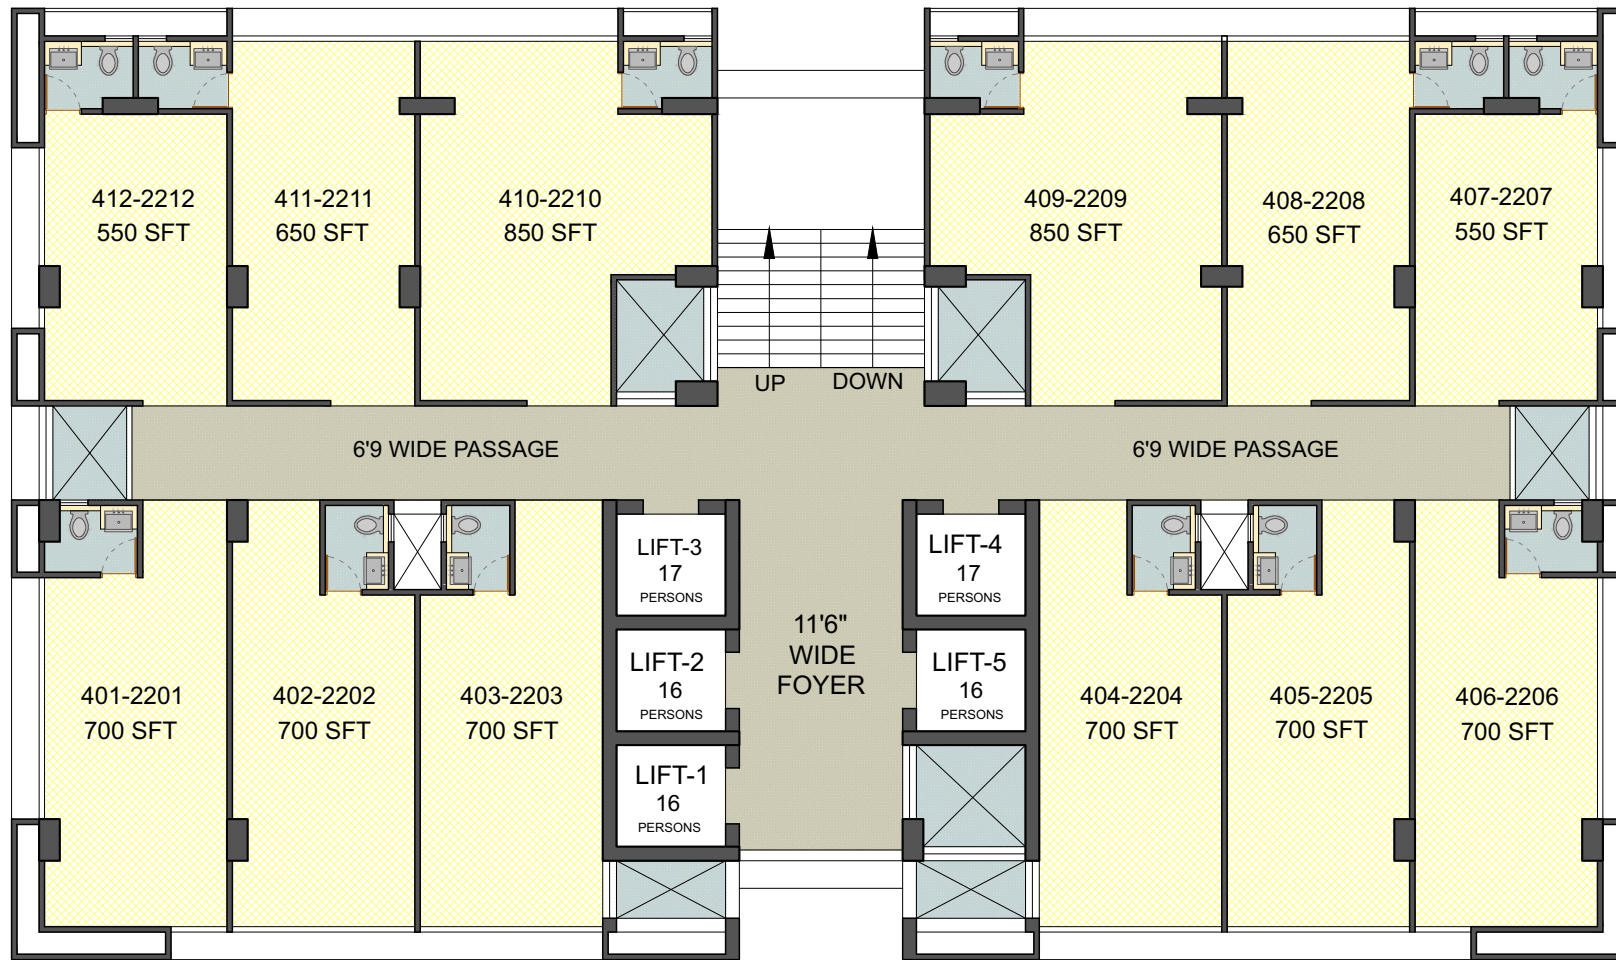 412-2212
550 SFT
411-2211
650 SFT
410-2210
850 SFT
409-2209
850 SFT
408-2208
650 SFT
407-2207
550 SFT
UP
DOWN
6'9 WIDE PASSAGE
6'9 WIDE PASSAGE
LIFT-3
17
PERSONS
LIFT-4
17
PERSONS
LIFT-2
16
PERSONS
11'6"
WIDE
FOYER
LIFT-5
16
PERSONS
401-2201
700 SFT
402-2202
700 SFT
403-2203
700 SFT
404-2204
700 SFT
405-2205
700 SFT
406-2206
700 SFT
LIFT-1
16
PERSONS